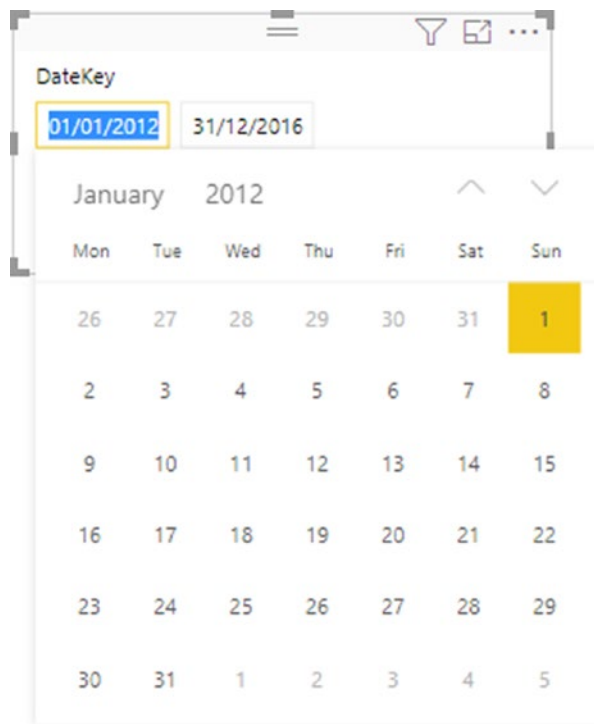 DateKey
01/01/2012 31/12/2016
January 2012
Mon Tue Wed Thu Fri Sat Sun
26 27 28 29 30 31 1
2 3 4 5 6 7 8
9 10 11 12 13 14 15
16 17 18 19 20 21 22
23 24 25 26 27 28 29
30 31 1 2 3 4 5